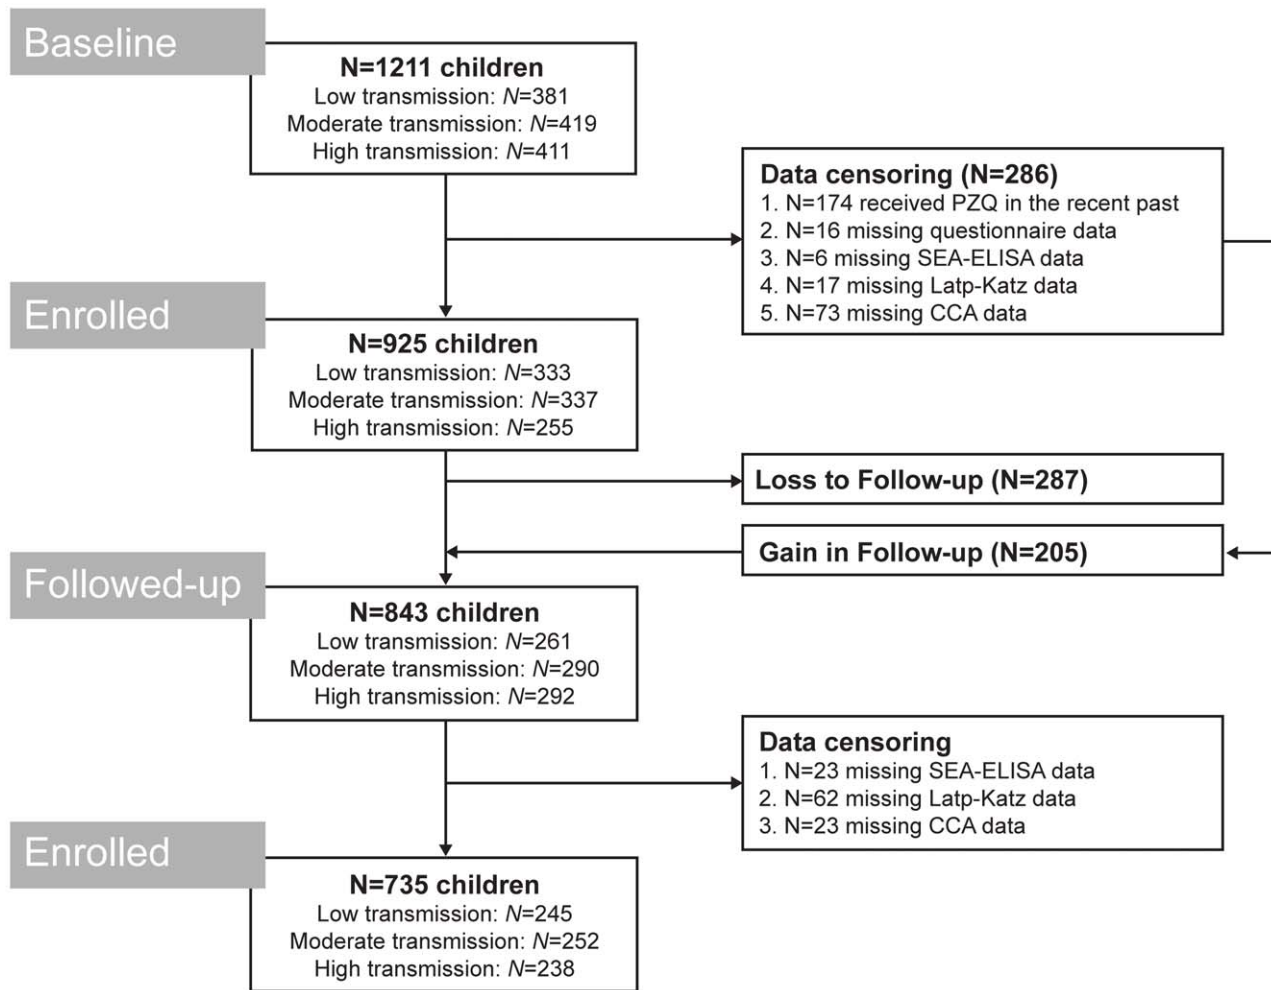 Baseline
N=1211 children
Low transmission: N=381
Moderate transmission: N=419
High transmission: N=411
Data censoring (N=286)
1. N=174 received PZQ in the recent past
2. N=16 missing questionnaire data
3. N=6 missing SEA-ELISA data
4. N=17 missing Latp-Katz data
5. N=73 missing CCA data
Enrolled
N=925 children
Low transmission: N=333
Moderate transmission: N=337
High transmission: N=255
Loss to Follow-up (N=287)
Gain in Follow-up (N=205)
Followed-up
N=843 children
Low transmission: N=261
Moderate transmission: N=290
High transmission: N=292
Data censoring
1. N=23 missing SEA-ELISA data
2. N=62 missing Latp-Katz data
3. N=23 missing CCA data
Enrolled
N=735 children
Low transmission: N=245
Moderate transmission: N=252
High transmission: N=238